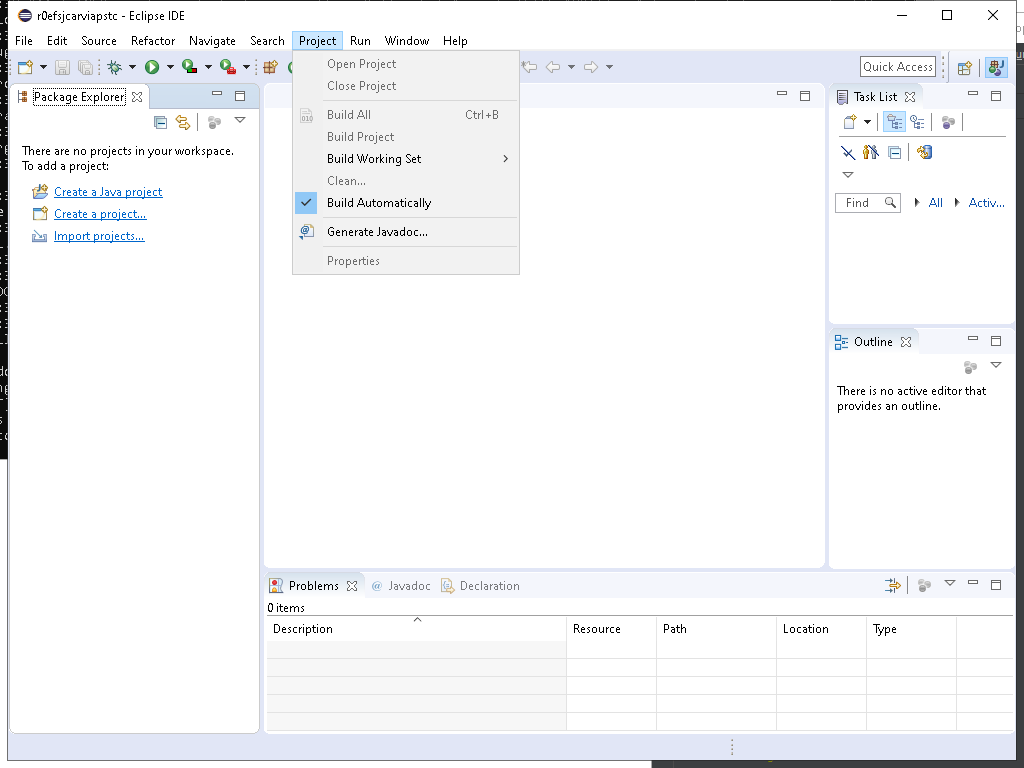 r0efsjcarviapstc - Eclipse IDE
File Edit Source Refactor Navigate Search Project Run Window Help
Quick Access
Open Project
Close Project
Build All Ctrl+B
Build Project
Build Working Set
Clean...
Build Automatically
Generate Javadoc...
Properties
Package Explorer
There are no projects in your workspace.
To add a project:
Create a Java project
Create a project...
Import projects...
Task List
Find All Activ...
Outline
There is no active editor that
provides an outline.
Problems @ Javadoc Declaration
0 items
Description Resource Path Location Type